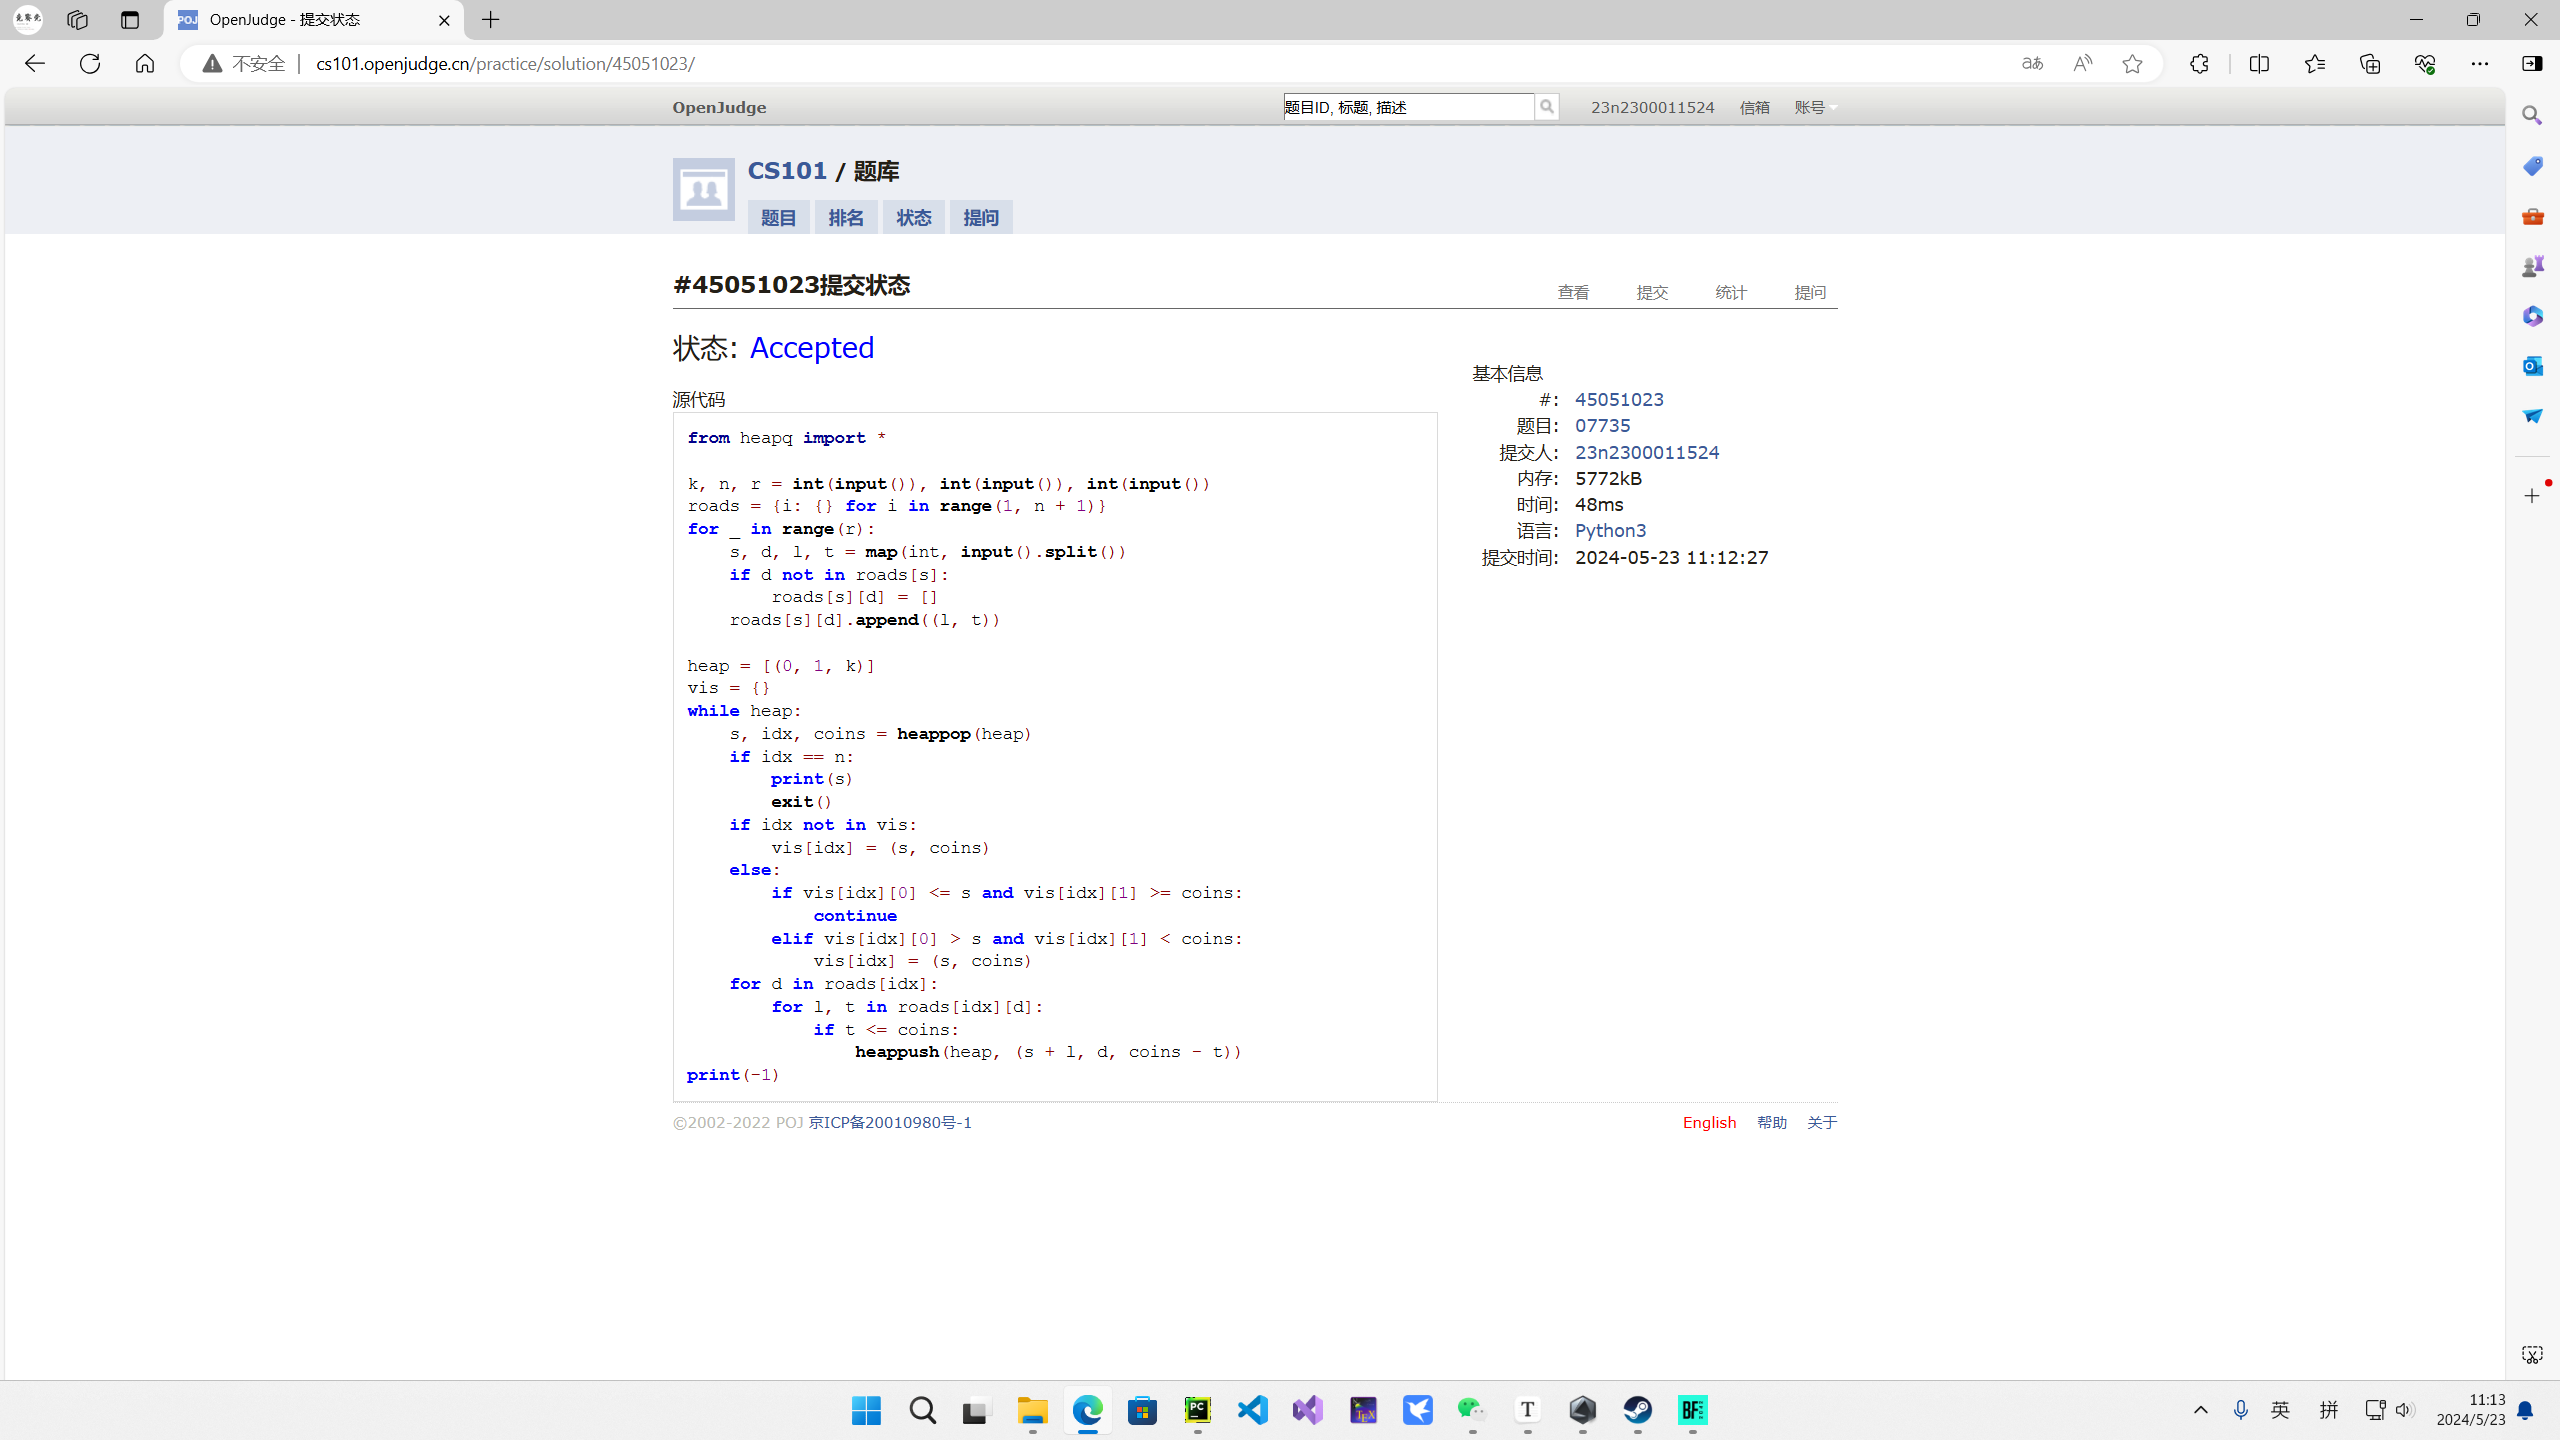 OpenJudge - 提交状态
不安全 | cs101.openjudge.cn/practice/solution/45051023/
OpenJudge
题目ID, 标题, 描述
23n2300011524 信箱 账号
CS101 / 题库
题目 排名 状态 提问
#45051023提交状态
查看 提交 统计 提问
状态: Accepted
源代码
from heapq import *
k, n, r = int(input()), int(input()), int(input())
roads = {i: {} for i in range(1, n + 1)}
for _ in range(r):
    s, d, l, t = map(int, input().split())
    if d not in roads[s]:
        roads[s][d] = []
    roads[s][d].append((l, t))
heap = [(0, 1, k)]
vis = {}
while heap:
    s, idx, coins = heappop(heap)
    if idx == n:
        print(s)
        exit()
    if idx not in vis:
        vis[idx] = (s, coins)
    else:
        if vis[idx][0] <= s and vis[idx][1] >= coins:
            continue
        elif vis[idx][0] > s and vis[idx][1] < coins:
            vis[idx] = (s, coins)
    for d in roads[idx]:
        for l, t in roads[idx][d]:
            if t <= coins:
                heappush(heap, (s + l, d, coins - t))
print(-1)
基本信息
#: 45051023
题目: 07735
提交人: 23n2300011524
内存: 5772kB
时间: 48ms
语言: Python3
提交时间: 2024-05-23 11:12:27
©2002-2022 POJ 京ICP备20010980号-1
English 帮助 关于
英 拼
11:13
2024/5/23